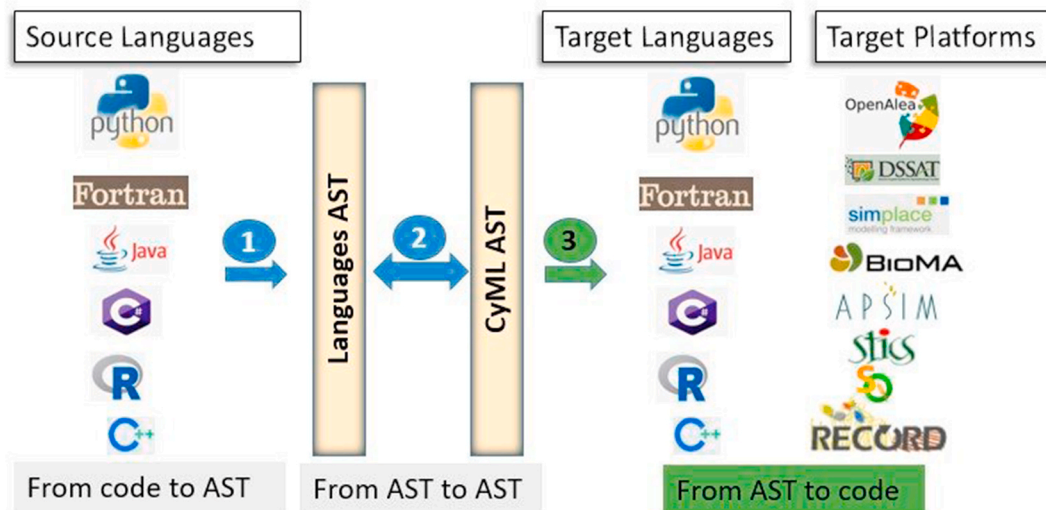 Source Languages
Target Languages
Target Platforms
python
Fortran
Java
C#
R
C++
1
Languages AST
2
CyML AST
3
python
Fortran
Java
C#
R
C++
OpenAlea
DSSAT
simplace
modelling framework
BIOMA
APSIM
STICS
SQ
RECORD
From code to AST
From AST to AST
From AST to code